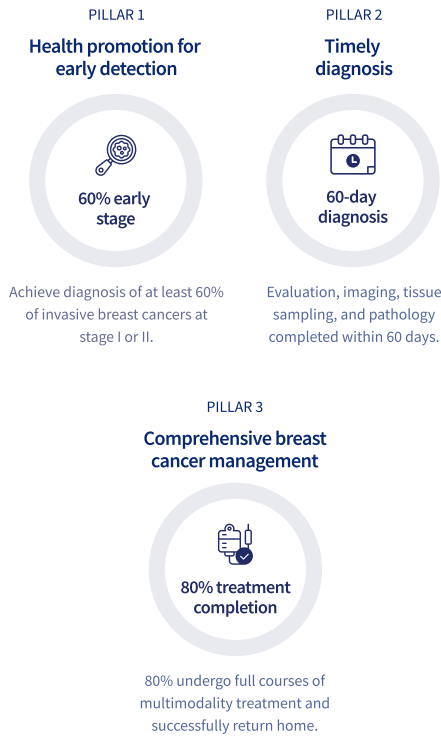 PILLAR 1
Health promotion for
early detection
60% early
stage
Achieve diagnosis of at least 60%
of invasive breast cancers at
stage I or II.
PILLAR 2
Timely
diagnosis
60-day
diagnosis
Evaluation, imaging, tissue
sampling, and pathology
completed within 60 days.
PILLAR 3
Comprehensive breast
cancer management
80% treatment
completion
80% undergo full courses of
multimodality treatment and
successfully return home.